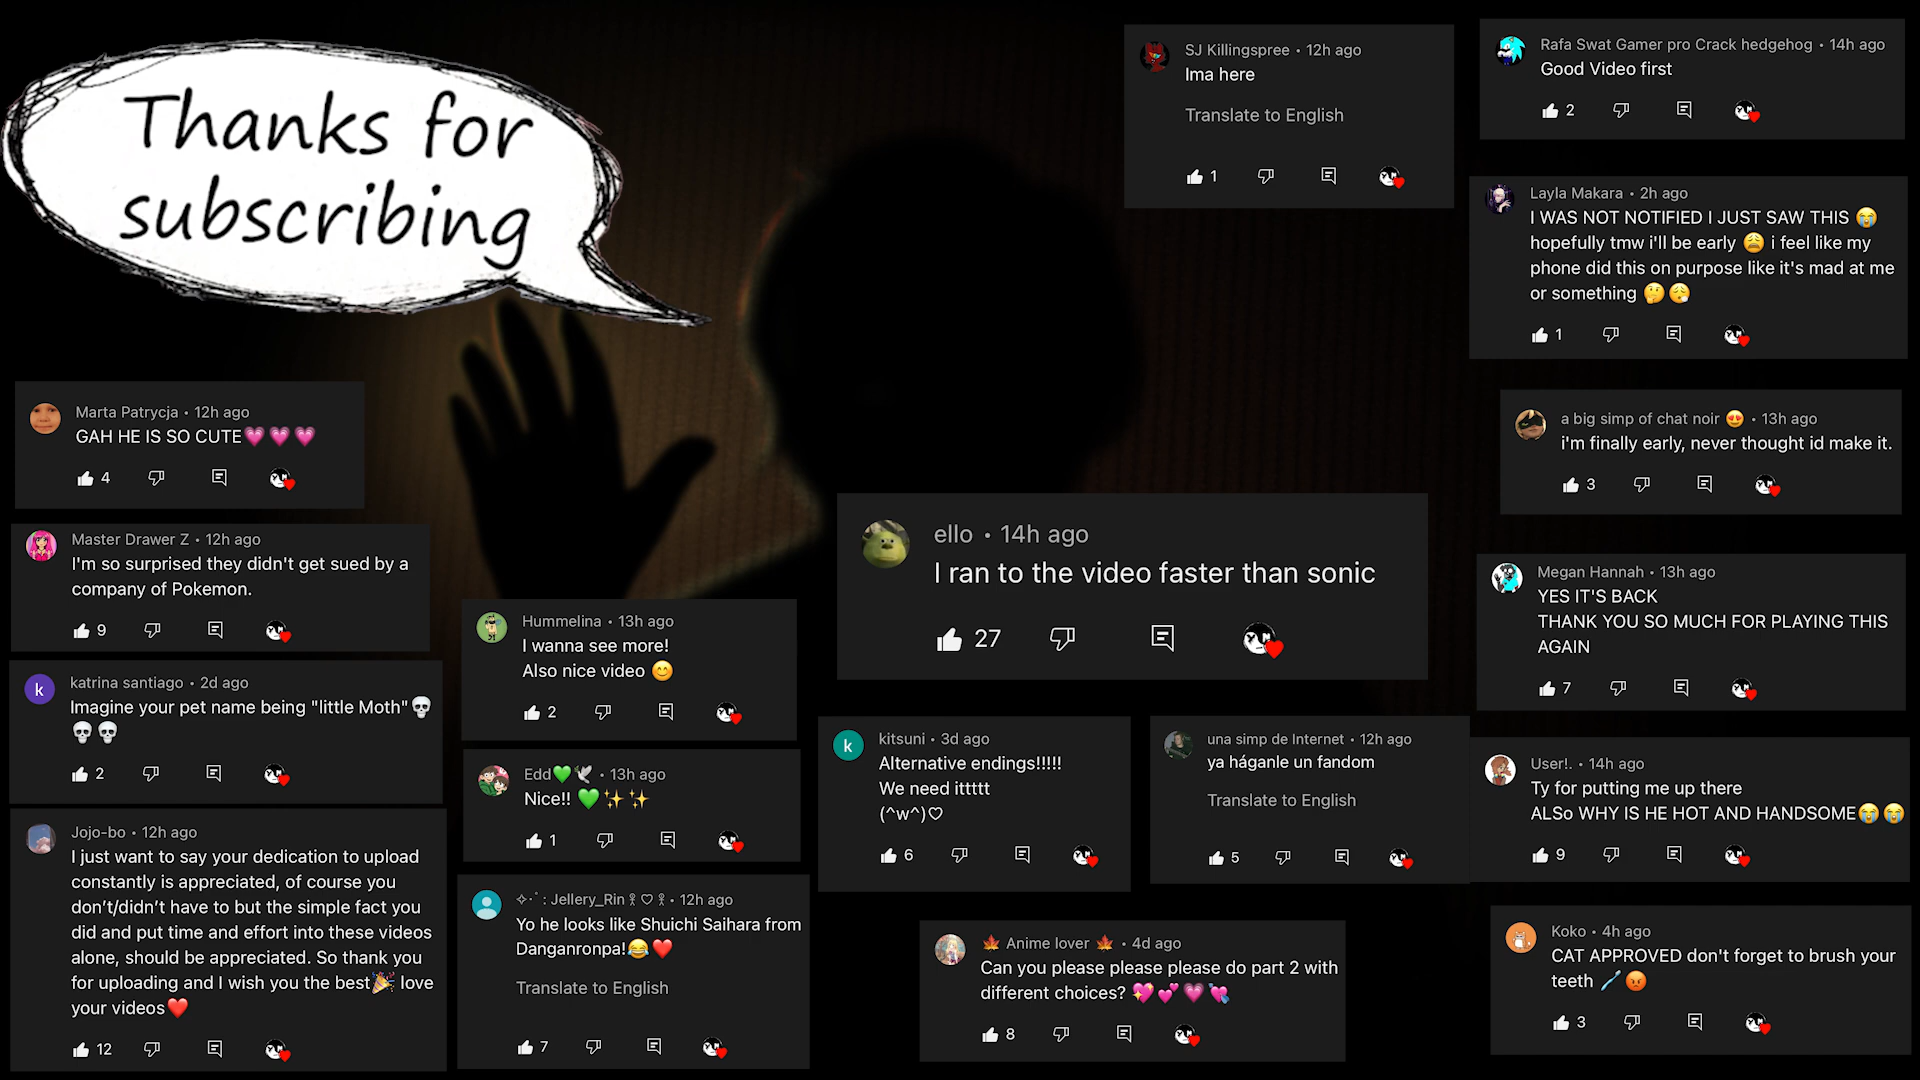 Thanks for
subscribing
SJ Killingspree • 12h ago
Ima here
Translate to English
1
Rafa Swat Gamer pro Crack hedgehog • 14h ago
Good Video first
2
Layla Makara • 2h ago
I WAS NOT NOTIFIED I JUST SAW THIS 😭
hopefully tmw i'll be early 😩 i feel like my
phone did this on purpose like it's mad at me
or something 🤔😮‍💨
1
Marta Patrycja • 12h ago
GAH HE IS SO CUTE💗💗💗
4
a big simp of chat noir 😍 • 13h ago
i'm finally early, never thought id make it.
3
Master Drawer Z • 12h ago
I'm so surprised they didn't get sued by a
company of Pokemon.
9
ello • 14h ago
I ran to the video faster than sonic
27
Megan Hannah • 13h ago
YES IT'S BACK
THANK YOU SO MUCH FOR PLAYING THIS
AGAIN
7
k
katrina santiago • 2d ago
Imagine your pet name being "little Moth"💀
💀💀
2
Hummelina • 13h ago
I wanna see more!
Also nice video 😊
2
Edd💚🕊 • 13h ago
Nice!! 💚✨✨
1
k
kitsuni • 3d ago
Alternative endings!!!!!
We need ittttt
(^w^)♡
6
una simp de Internet • 12h ago
ya háganle un fandom
Translate to English
5
User!. • 14h ago
Ty for putting me up there
ALSo WHY IS HE HOT AND HANDSOME😭😭
9
Jojo-bo • 12h ago
I just want to say your dedication to upload
constantly is appreciated, of course you
don't/didn't have to but the simple fact you
did and put time and effort into these videos
alone, should be appreciated. So thank you
for uploading and I wish you the best🎉 love
your videos❤️
12
✧･ﾟ: Jellery_Rin🎙♡🎙 • 12h ago
Yo he looks like Shuichi Saihara from
Danganronpa!😂❤️
Translate to English
7
🍁 Anime lover 🍁 • 4d ago
Can you please please please do part 2 with
different choices? 💖💕💗💘
8
Koko • 4h ago
CAT APPROVED don't forget to brush your
teeth 🪥😡
3